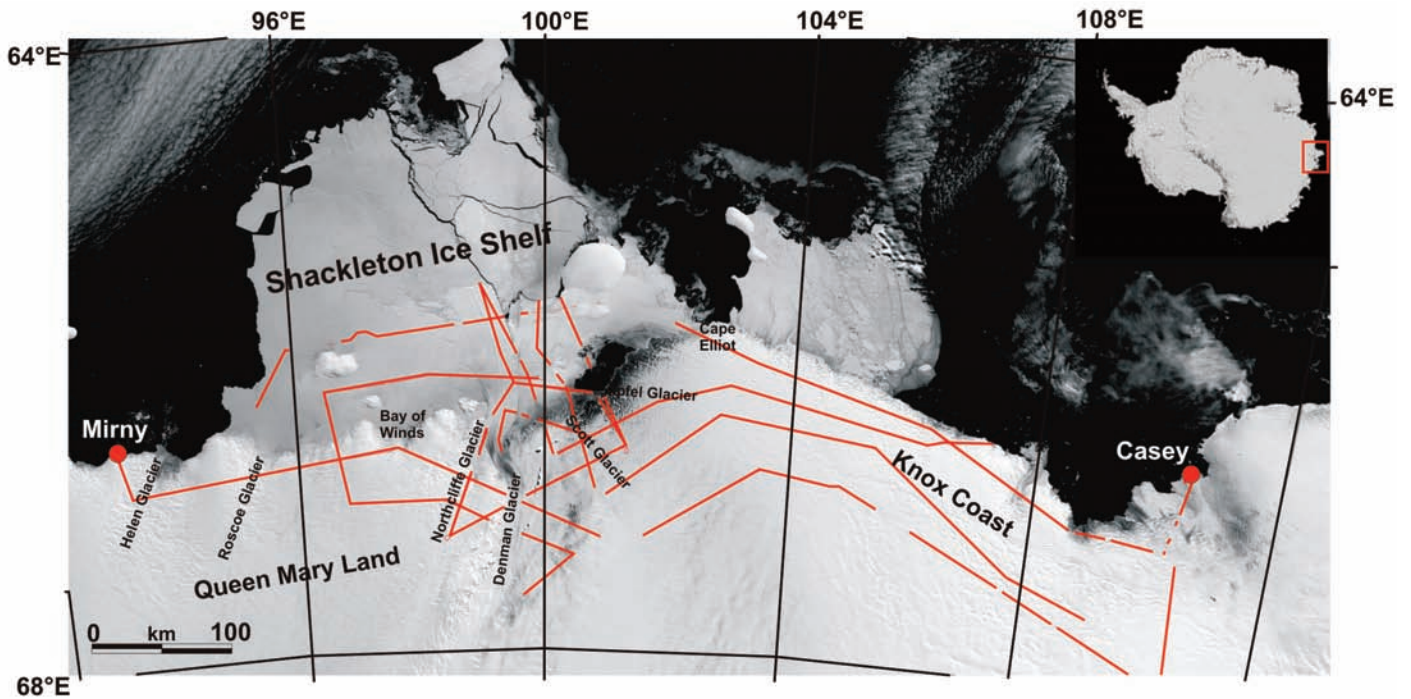 96°E
100°E
104°E
108°E
64°E
64°E
Shackleton Ice Shelf
Cape
Elliot
Glacier
Mirny
Bay of
Winds
Casey
Helen Glacier
Roscoe Glacier
Northcliffe Glacier
Denman Glacier
Scott Glacier
Knox Coast
Queen Mary Land
0 km 100
68°E